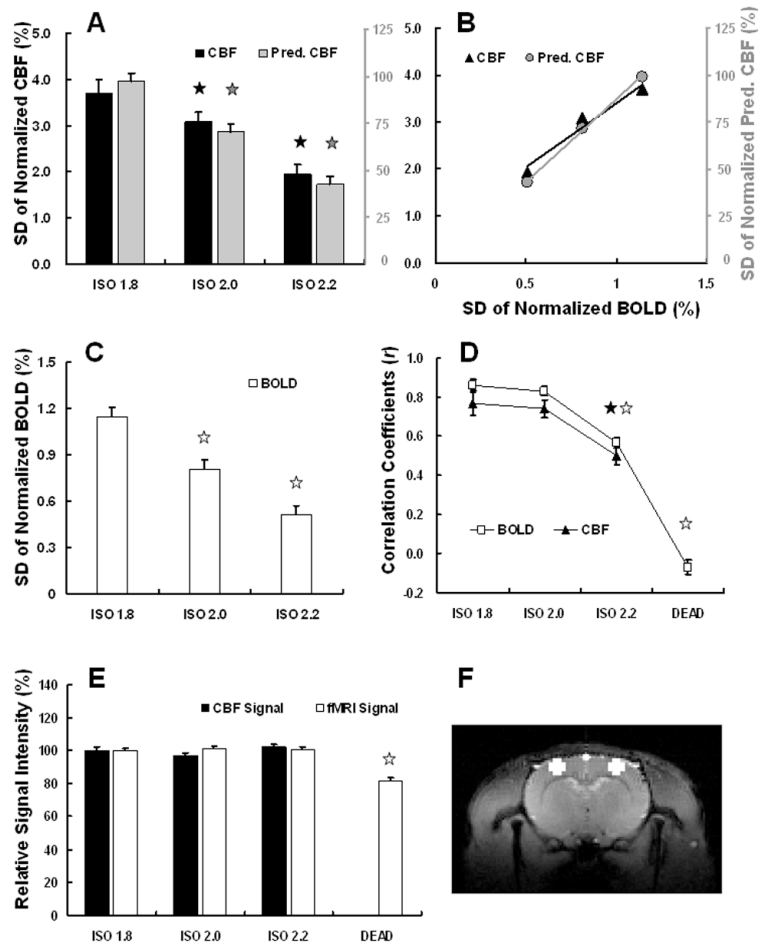 A
SD of Normalized CBF (%)
5.0
4.0
3.0
2.0
1.0
0.0
CBF
Pred. CBF
125
100
75
50
25
0
ISO 1.8
ISO 2.0
ISO 2.2
B
5.0
4.0
3.0
2.0
1.0
0.0
CBF
Pred. CBF
125
100
75
50
25
0
SD of Normalized Pred. CBF (%)
0.0
0.5
1
1.5
SD of Normalized BOLD (%)
C
SD of Normalized BOLD (%)
1.5
1.2
0.9
0.6
0.3
0
BOLD
ISO 1.8
ISO 2.0
ISO 2.2
D
Correlation Coefficients (r)
1.0
0.8
0.6
0.4
0.2
0.0
-0.2
BOLD
CBF
ISO 1.8
ISO 2.0
ISO 2.2
DEAD
E
Relative Signal Intensity (%)
140
120
100
80
60
40
20
0
CBF Signal
fMRI Signal
ISO 1.8
ISO 2.0
ISO 2.2
DEAD
F